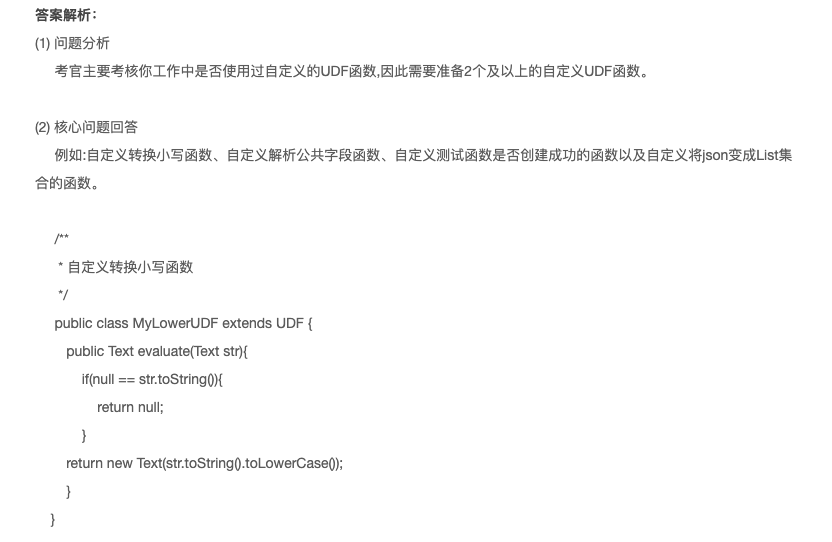 答案解析：
(1) 问题分析
考官主要考核你工作中是否使用过自定义的UDF函数,因此需要准备2个及以上的自定义UDF函数。
(2) 核心问题回答
例如:自定义转换小写函数、自定义解析公共字段函数、自定义测试函数是否创建成功的函数以及自定义将json变成List集
合的函数。
/**
* 自定义转换小写函数
*/
public class MyLowerUDF extends UDF {
public Text evaluate(Text str){
if(null == str.toString()){
return null;
}
return new Text(str.toString().toLowerCase());
}
}